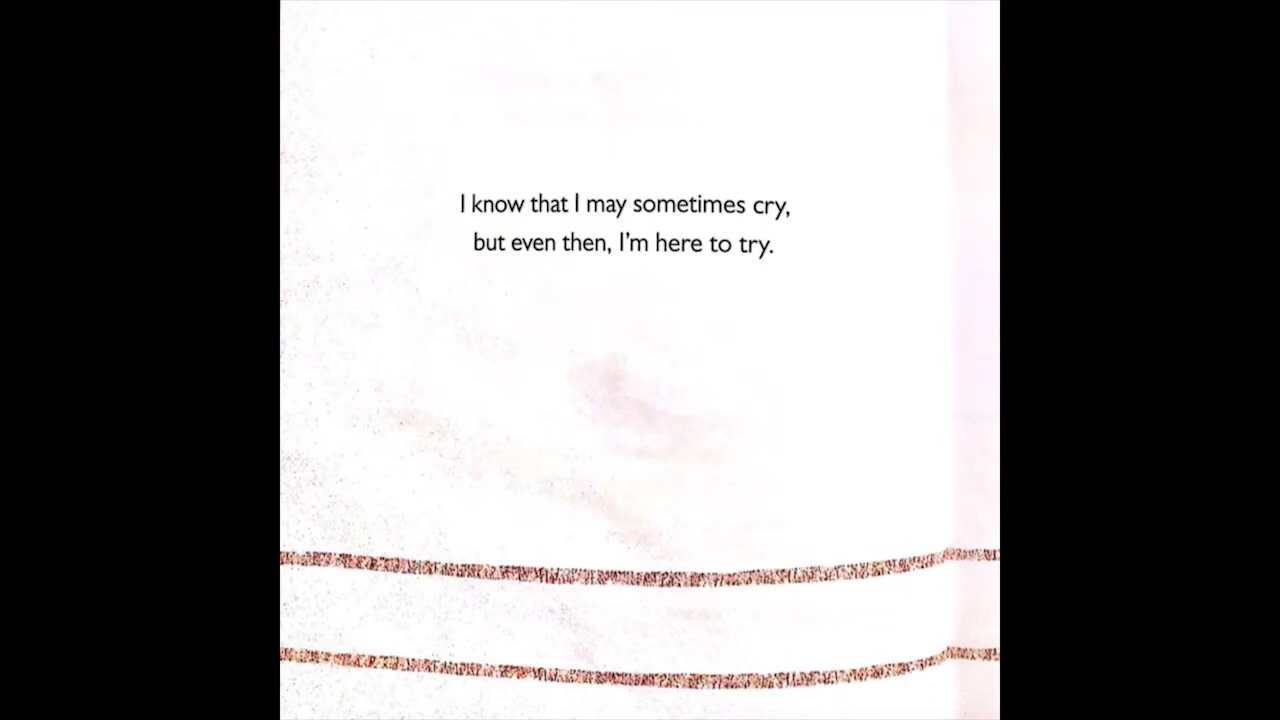 I know that I may sometimes cry,
but even then, I'm here to try.